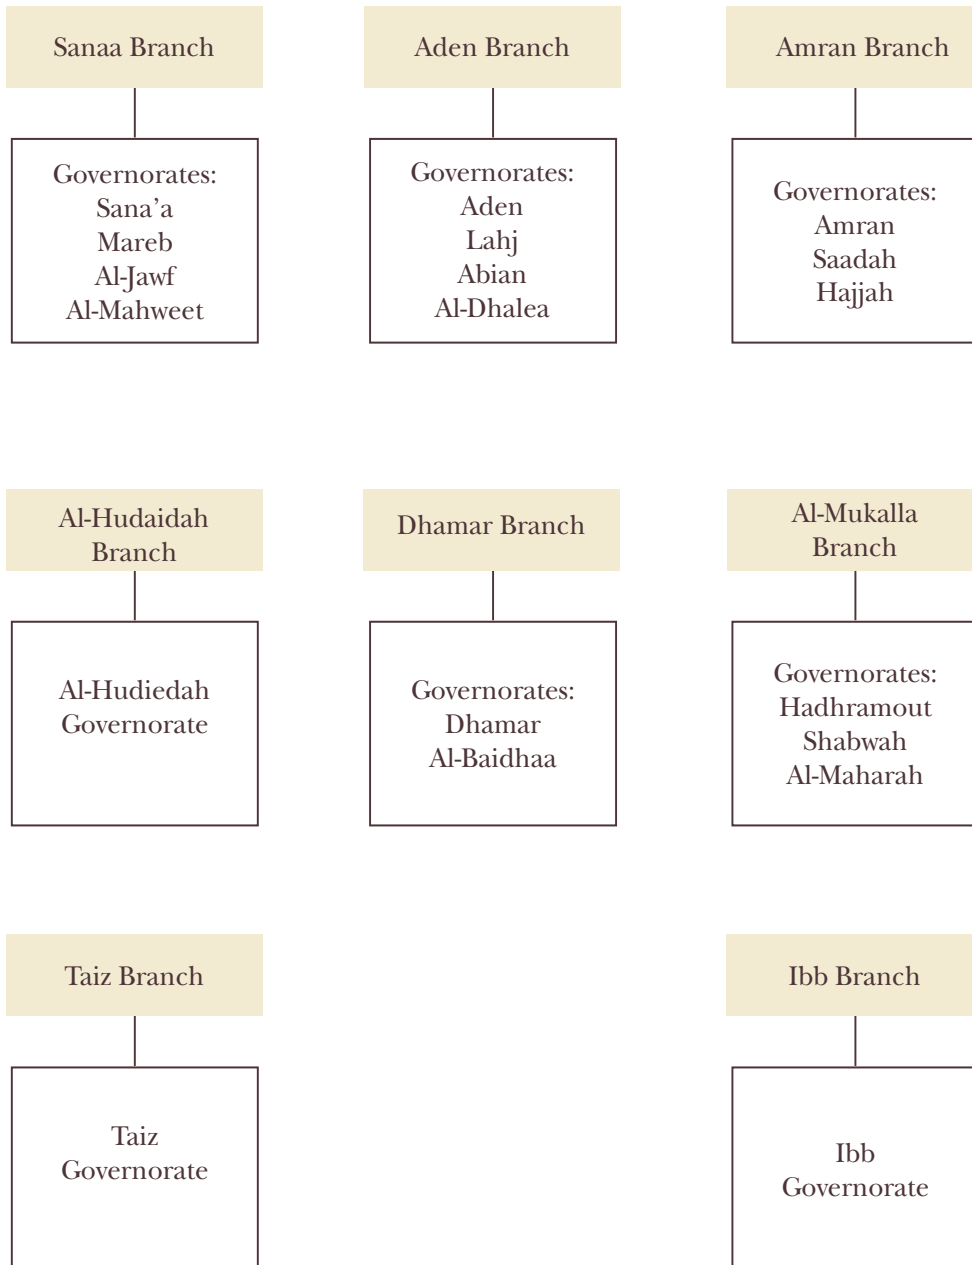 Sanaa Branch
Governorates:
Sana’a
Mareb
Al-Jawf
Al-Mahweet
Aden Branch
Governorates:
Aden
Lahj
Abian
Al-Dhalea
Amran Branch
Governorates:
Amran
Saadah
Hajjah
Al-Hudaidah
Branch
Al-Hudiedah
Governorate
Dhamar Branch
Governorates:
Dhamar
Al-Baidhaa
Al-Mukalla
Branch
Governorates:
Hadhramout
Shabwah
Al-Maharah
Taiz Branch
Taiz
Governorate
Ibb Branch
Ibb
Governorate